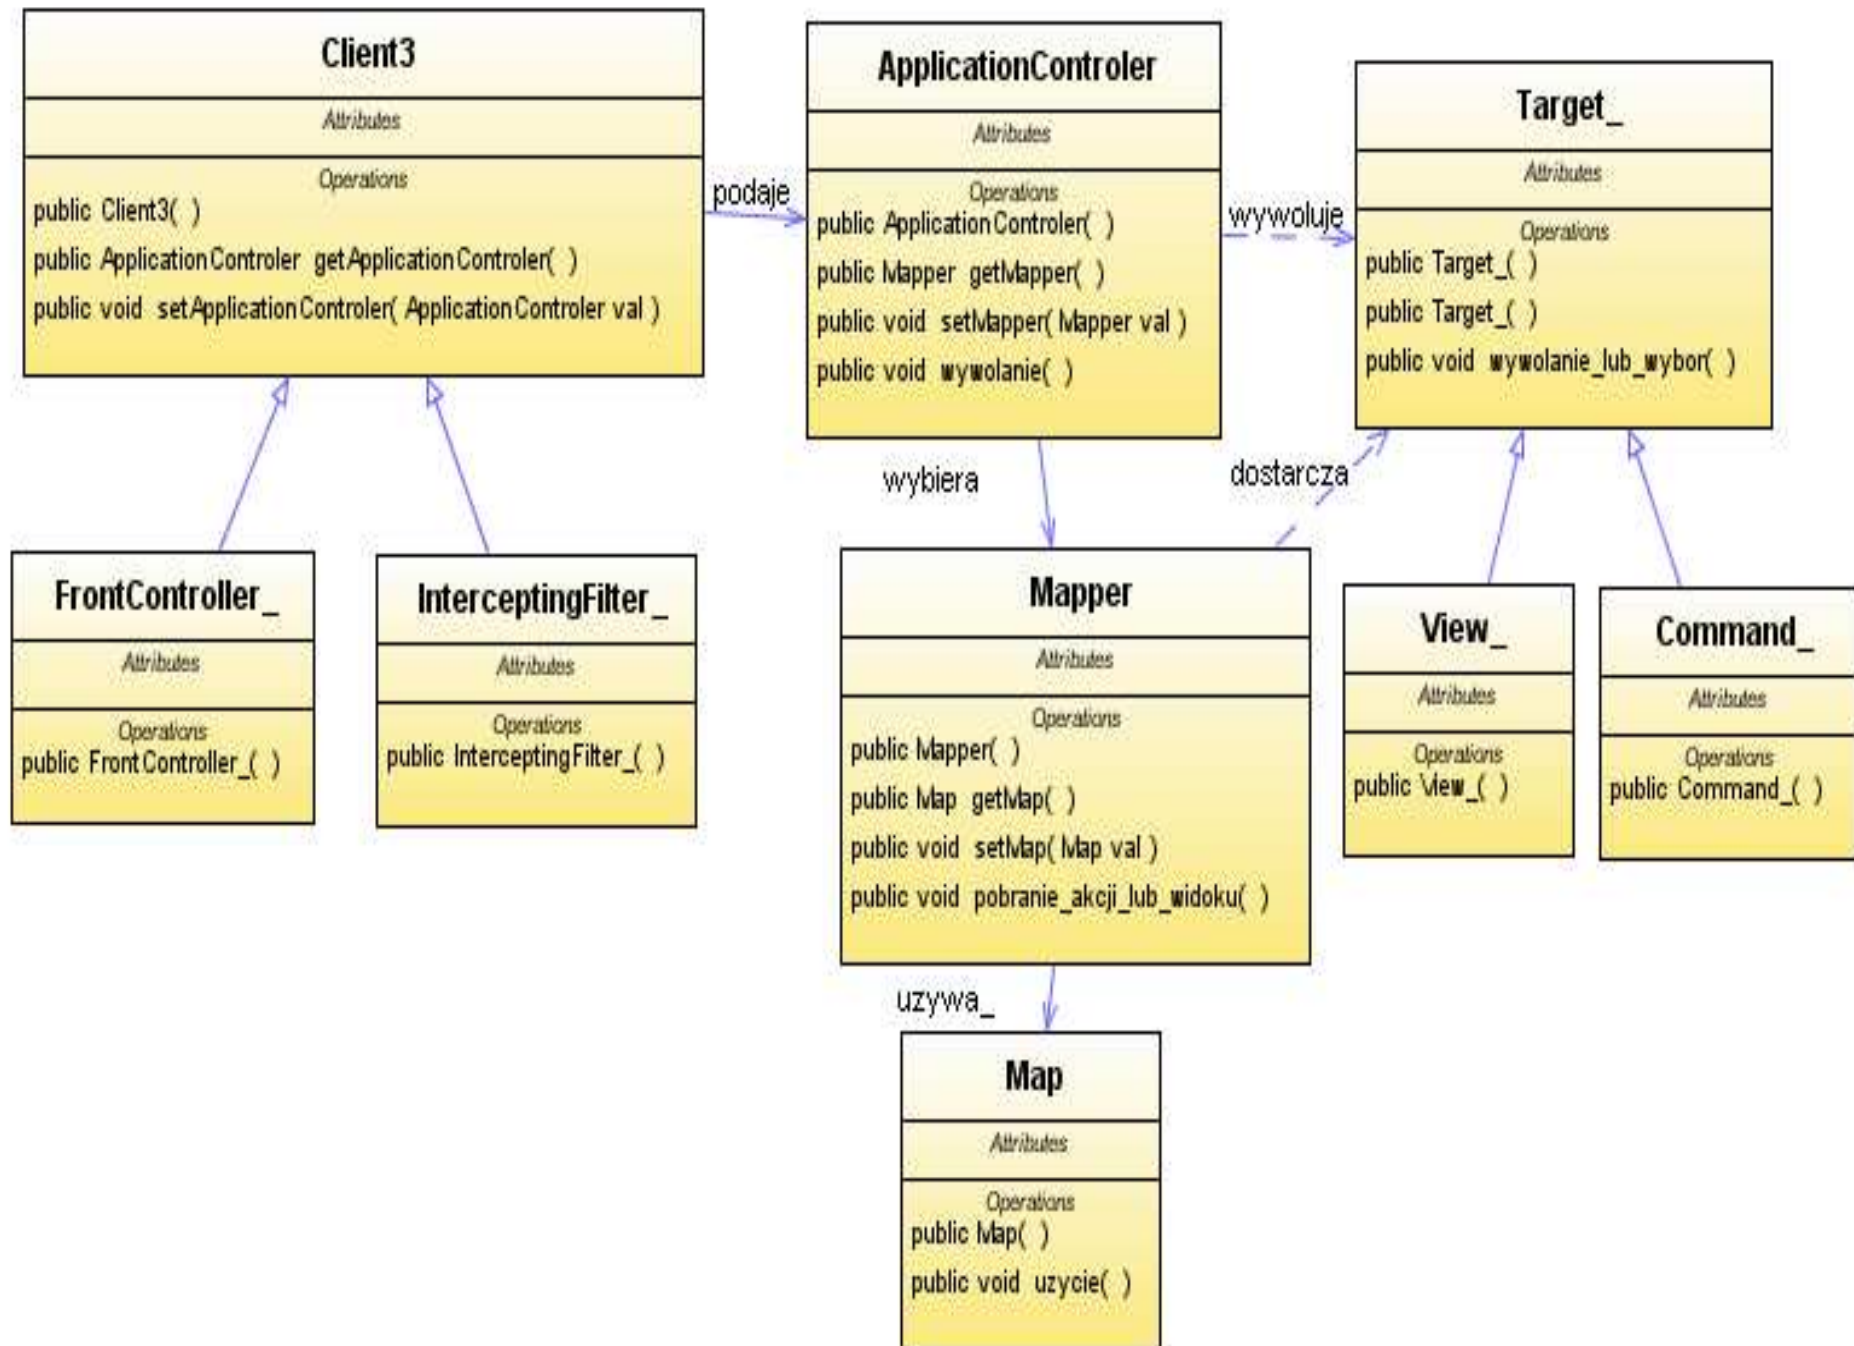 Client3
Attributes
Operations
public Client3( )
public ApplicationControler getApplicationControler( )
public void setApplicationControler( ApplicationControler val )
podaje
ApplicationControler
Attributes
Operations
public ApplicationControler( )
public Mapper getMapper( )
public void setMapper( Mapper val )
public void wywolanie( )
wywoluje
Target_
Attributes
Operations
public Target_( )
public Target_( )
public void wywolanie_lub_wybor( )
wybiera
dostarcza
FrontController_
Attributes
Operations
public FrontController_( )
InterceptingFilter_
Attributes
Operations
public InterceptingFilter_( )
Mapper
Attributes
Operations
public Mapper( )
public Map getMap( )
public void setMap( Map val )
public void pobranie_akcji_lub_widoku( )
View_
Attributes
Operations
public View_( )
Command_
Attributes
Operations
public Command_( )
uzywa_
Map
Attributes
Operations
public Map( )
public void uzycie( )